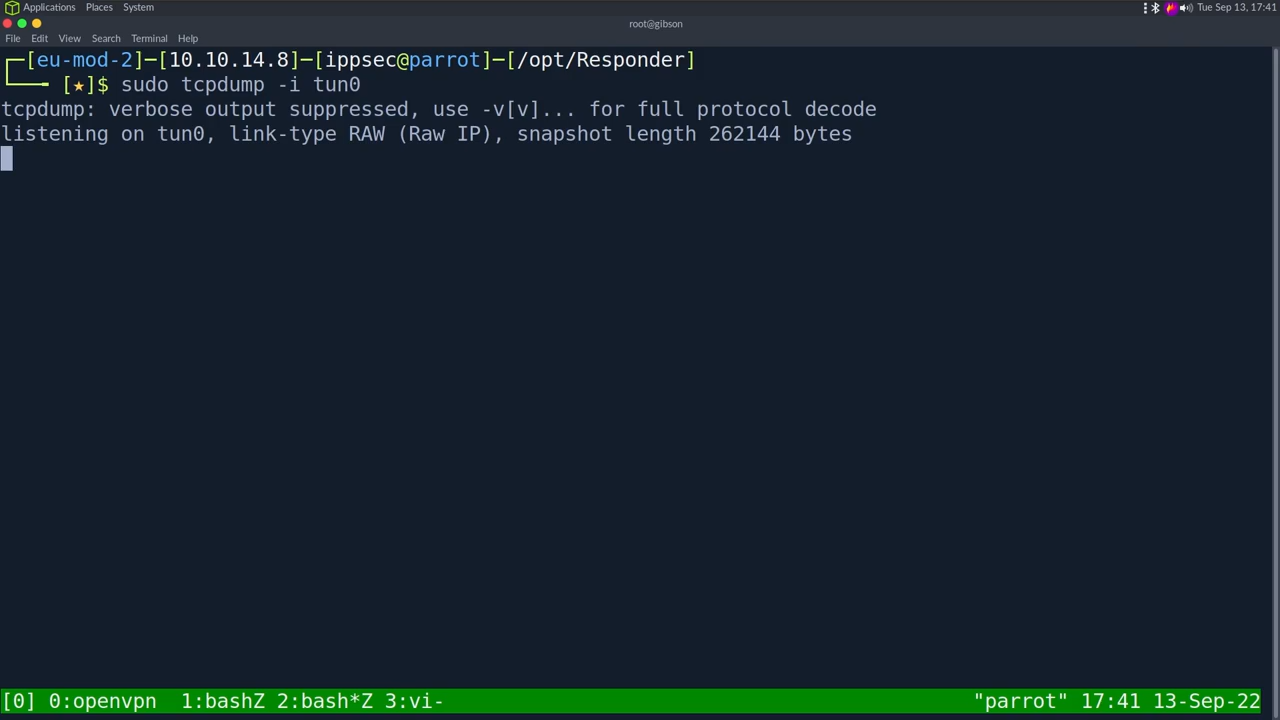 Applications Places System Tue Sep 13, 17:41
root@gibson
File Edit View Search Terminal Help
┌─[eu-mod-2]─[10.10.14.8]─[ippsec@parrot]─[/opt/Responder]
└──╼ [★]$ sudo tcpdump -i tun0
tcpdump: verbose output suppressed, use -v[v]... for full protocol decode
listening on tun0, link-type RAW (Raw IP), snapshot length 262144 bytes
[0] 0:openvpn  1:bashZ 2:bash*Z 3:vi- "parrot" 17:41 13-Sep-22